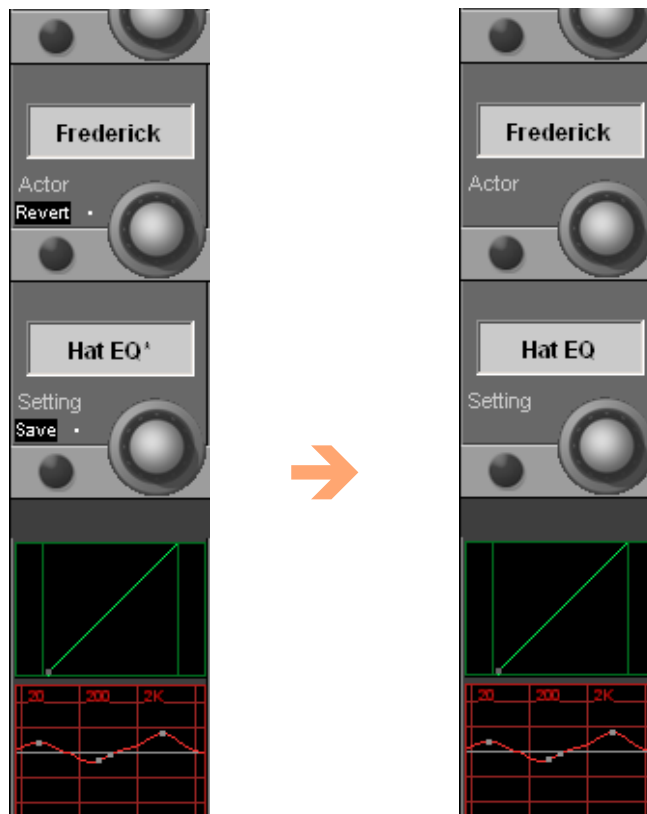 Frederick
Actor
Revert
Hat EQ*
Setting
Save
20 200 2K
Frederick
Actor
Hat EQ
Setting
20 200 2K